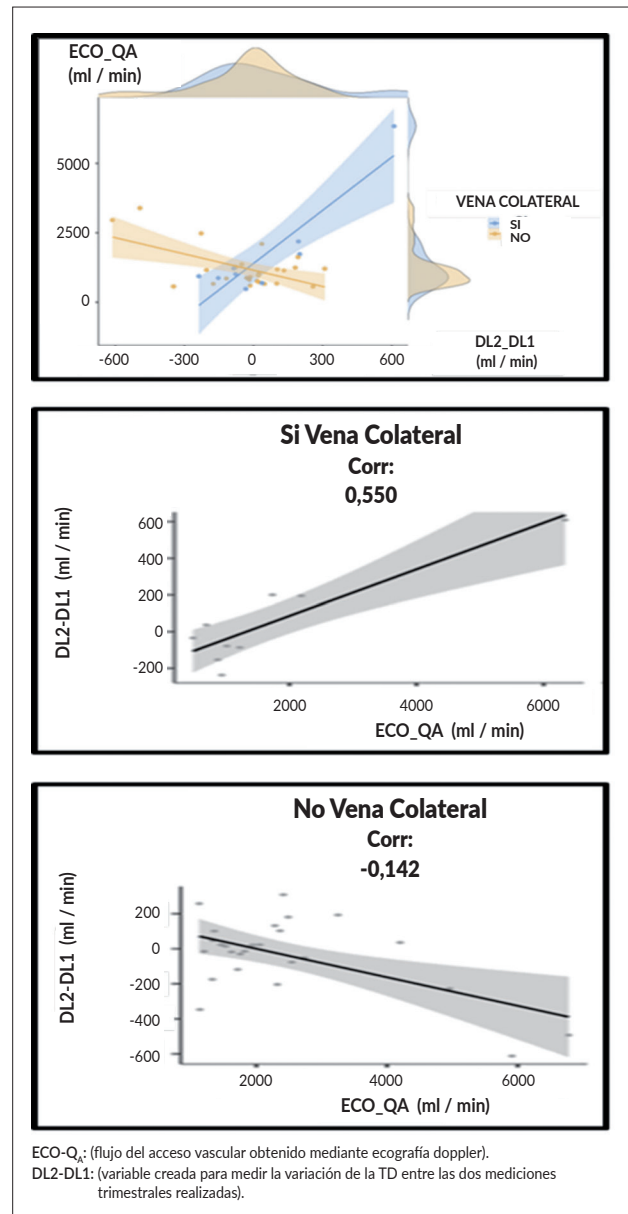 ECO_QA
(ml / min)
5000
2500
0
-600 -300 0 300 600
VENA COLATERAL
SI
NO
DL2_DL1
(ml / min)
Si Vena Colateral
Corr:
0,550
DL2-DL1 (ml / min)
600
400
200
0
-200
2000 4000 6000
ECO_QA (ml / min)
No Vena Colateral
Corr:
-0,142
DL2-DL1 (ml / min)
200
0
-200
-400
-600
2000 4000 6000
ECO_QA (ml / min)
ECO-QA: (flujo del acceso vascular obtenido mediante ecografía doppler).
DL2-DL1: (variable creada para medir la variación de la TD entre las dos mediciones
trimestrales realizadas).